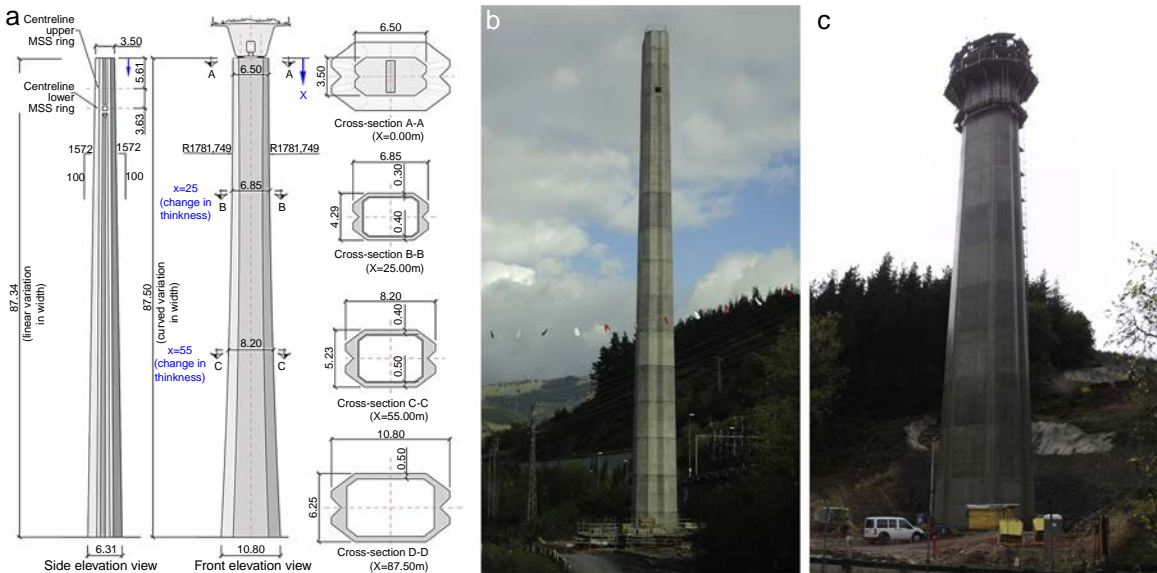 a
Centreline
upper
MSS ring
3.50
5.61
Centreline
lower
MSS ring
3.63
1572
100
1572
100
87.34
(linear variation
in width)
6.31
Side elevation view
A
A
6.50
X
R1781,749
R1781,749
x=25
(change in
thinkness)
6.85
B
B
87.50
(curved variation
in width)
x=55
(change in
thinkness)
8.20
C
C
10.80
Front elevation view
6.50
3.50
Cross-section A-A
(X=0.00m)
6.85
0.30
4.29
0.40
Cross-section B-B
(X=25.00m)
8.20
0.40
5.23
0.50
Cross-section C-C
(X=55.00m)
10.80
0.50
6.25
Cross-section D-D
(X=87.50m)
b
c